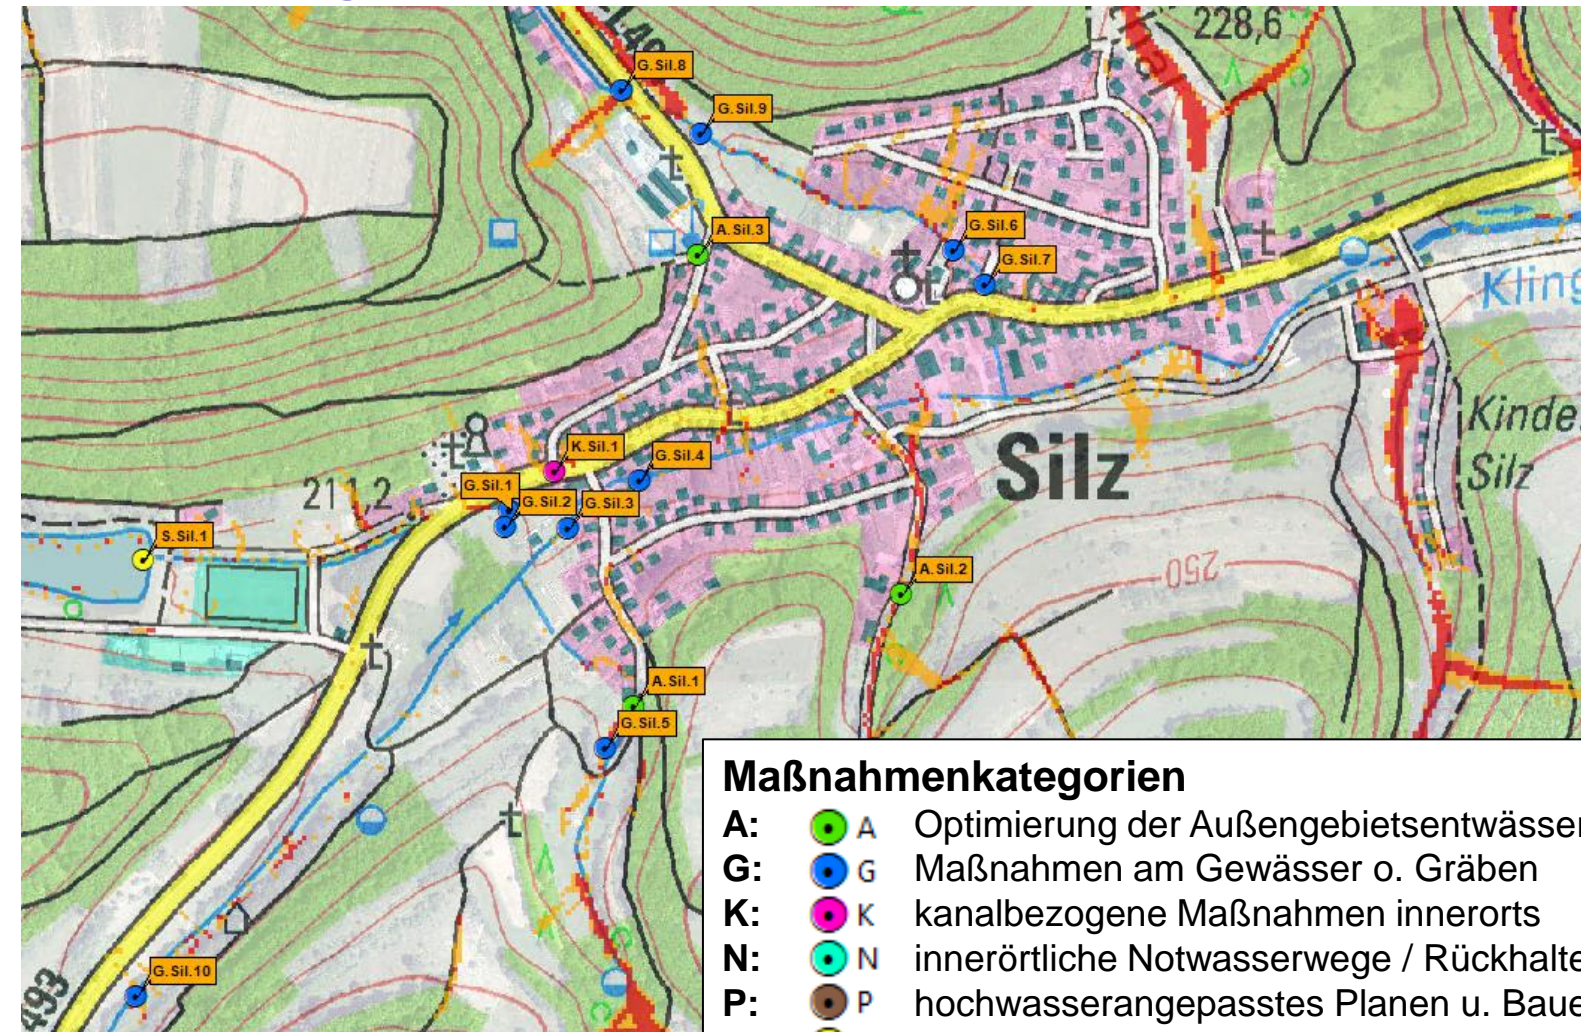 228,6
G.Sil.8
G.Sil.9
A.Sil.3
G.Sil.6
G.Sil.7
Kling
Kinde
Silz
Silz
K.Sil.1
G.Sil.4
G.Sil.1
G.Sil.2
G.Sil.3
211,2
S.Sil.1
A.Sil.2
250
A.Sil.1
G.Sil.5
G.Sil.10
493
Maßnahmenkategorien
A: A Optimierung der Außengebietsentwässer
G: G Maßnahmen am Gewässer o. Gräben
K: K kanalbezogene Maßnahmen innerorts
N: N innerörtliche Notwasserwege / Rückhalte
P: P hochwasserangepasstes Planen u. Baue